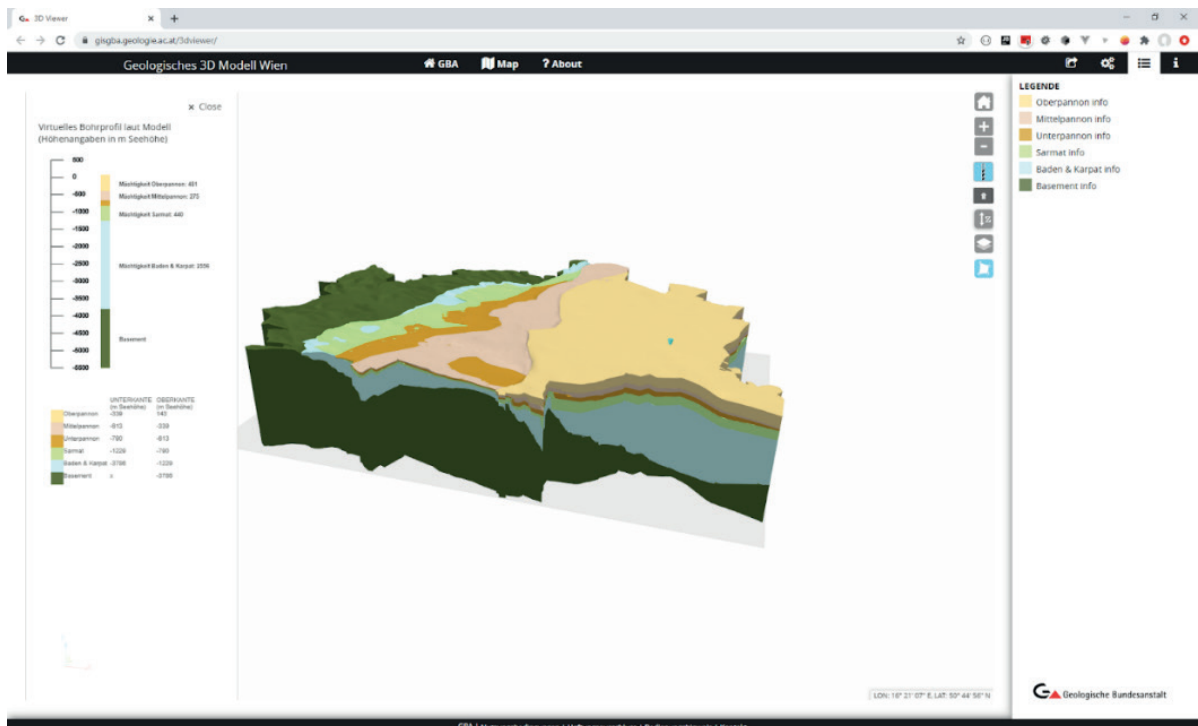 3D Viewer
gisgba.geologie.ac.at/3dviewer/
Geologisches 3D Modell Wien
GBA
Map
? About
× Close
Virtuelles Bohrprofil laut Modell
(Höhenangaben in m Seehöhe)
500
0
-500
-1000
-1500
-2000
-2500
-3000
-3500
-4000
-4500
-5000
-5500
Mächtigkeit Oberpannon: 481
Mächtigkeit Mittelpannon: 273
Mächtigkeit Sarmat: 440
Mächtigkeit Baden & Karpat: 2556
Basement
UNTERKANTE OBERKANTE
(m Seehöhe) (m Seehöhe)
Oberpannon -339 143
Mittelpannon -613 -339
Unterpannon -790 -613
Sarmat -1229 -790
Baden & Karpat -1229
Basement
LEGENDE
Oberpannon info
Mittelpannon info
Unterpannon info
Sarmat info
Baden & Karpat info
Basement info
Geologische Bundesanstalt